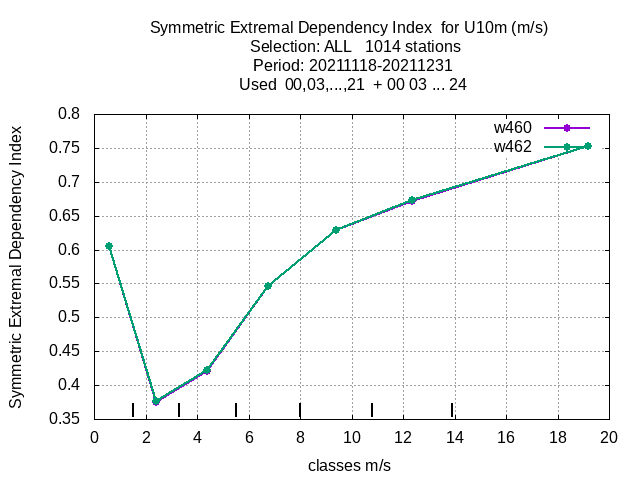 Symmetric Extremal Dependency Index  for U10m (m/s)
Selection: ALL   1014 stations
Period: 20211118-20211231
Used  00,03,...,21  + 00 03 ... 24
Symmetric Extremal Dependency Index
0.8
0.75
0.7
0.65
0.6
0.55
0.5
0.45
0.4
0.35
w460
w462
0 2 4 6 8 10 12 14 16 18 20
classes m/s